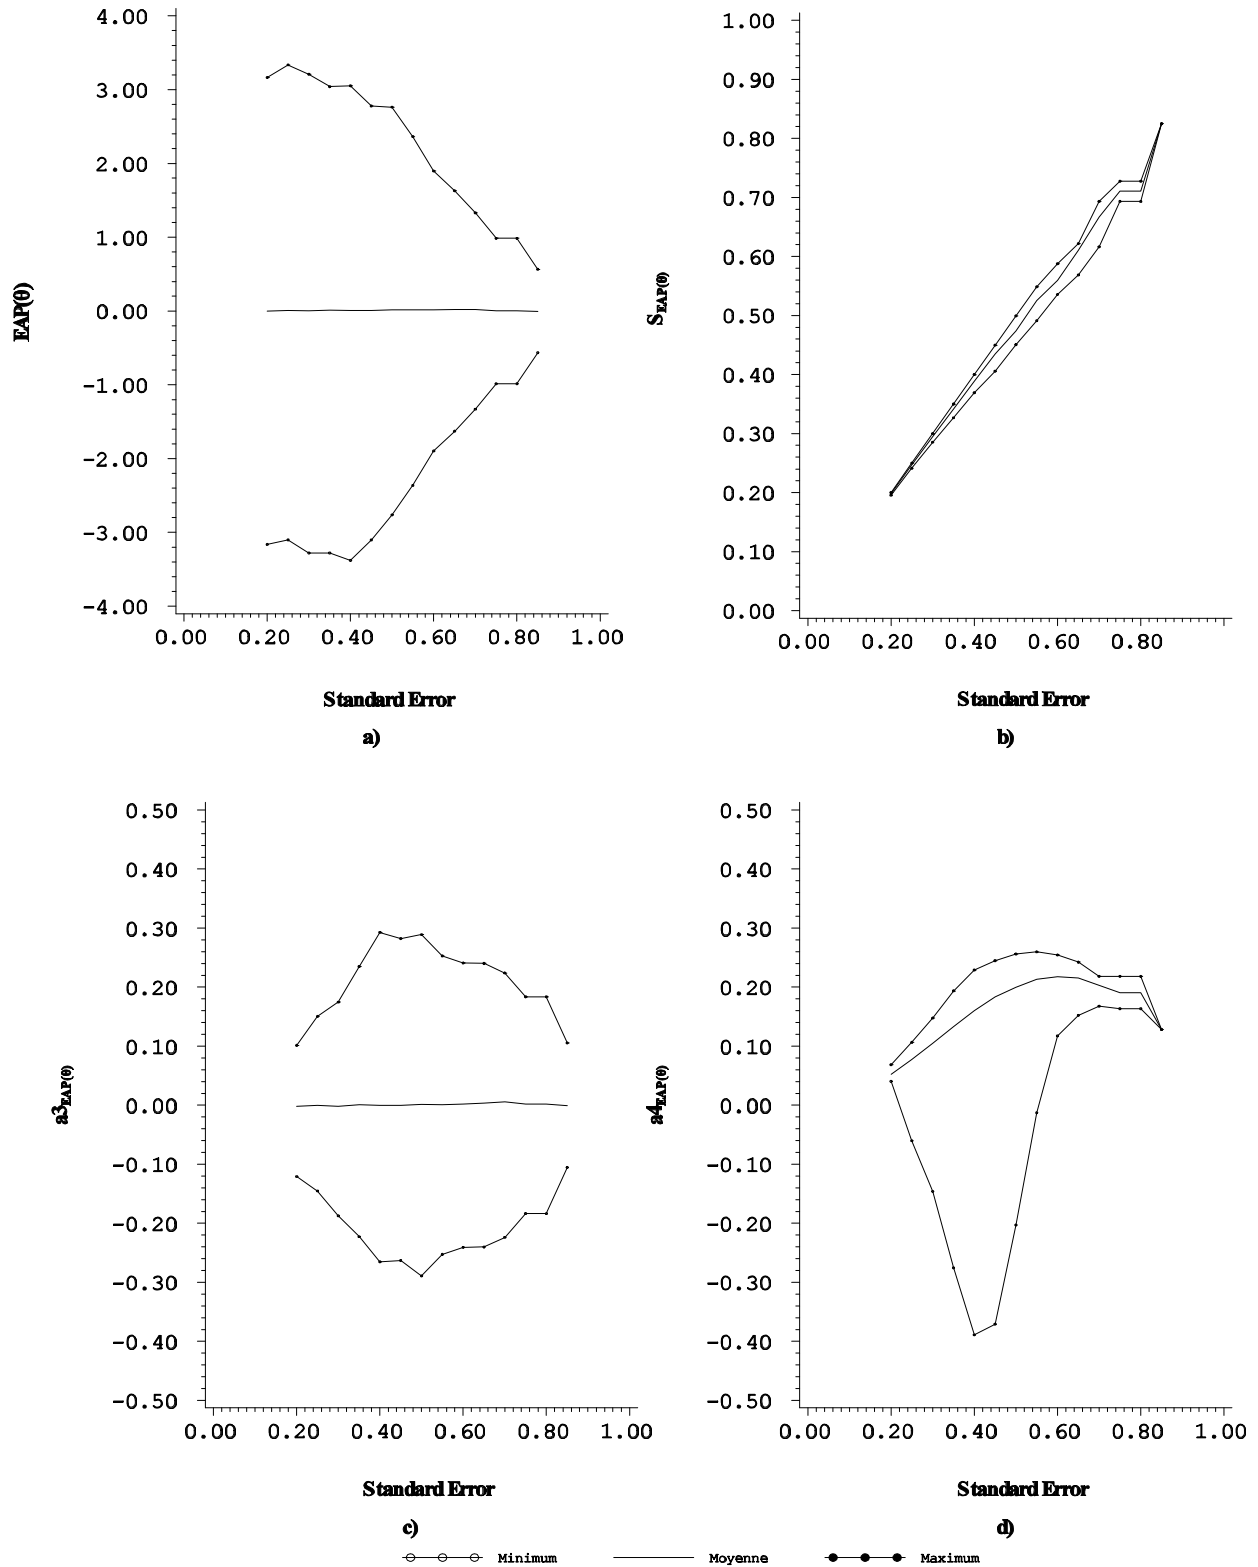 4.00
3.00
2.00
1.00
0.00
-1.00
-2.00
-3.00
-4.00
EAP(θ)
0.00 0.20 0.40 0.60 0.80 1.00
Standard Error
a)
1.00
0.90
0.80
0.70
0.60
0.50
0.40
0.30
0.20
0.10
0.00
SEAP(θ)
0.00 0.20 0.40 0.60 0.80
Standard Error
b)
0.50
0.40
0.30
0.20
0.10
0.00
-0.10
-0.20
-0.30
-0.40
-0.50
a3EAP(θ)
0.00 0.20 0.40 0.60 0.80 1.00
Standard Error
c)
0.50
0.40
0.30
0.20
0.10
0.00
-0.10
-0.20
-0.30
-0.40
-0.50
a4EAP(θ)
0.00 0.20 0.40 0.60 0.80 1.00
Standard Error
d)
Minimum Moyenne Maximum